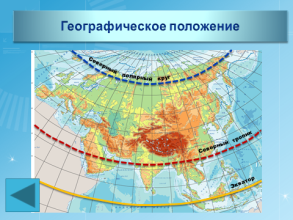 Географическое положение
Северный полярный круг
Северный тропик
Экватор